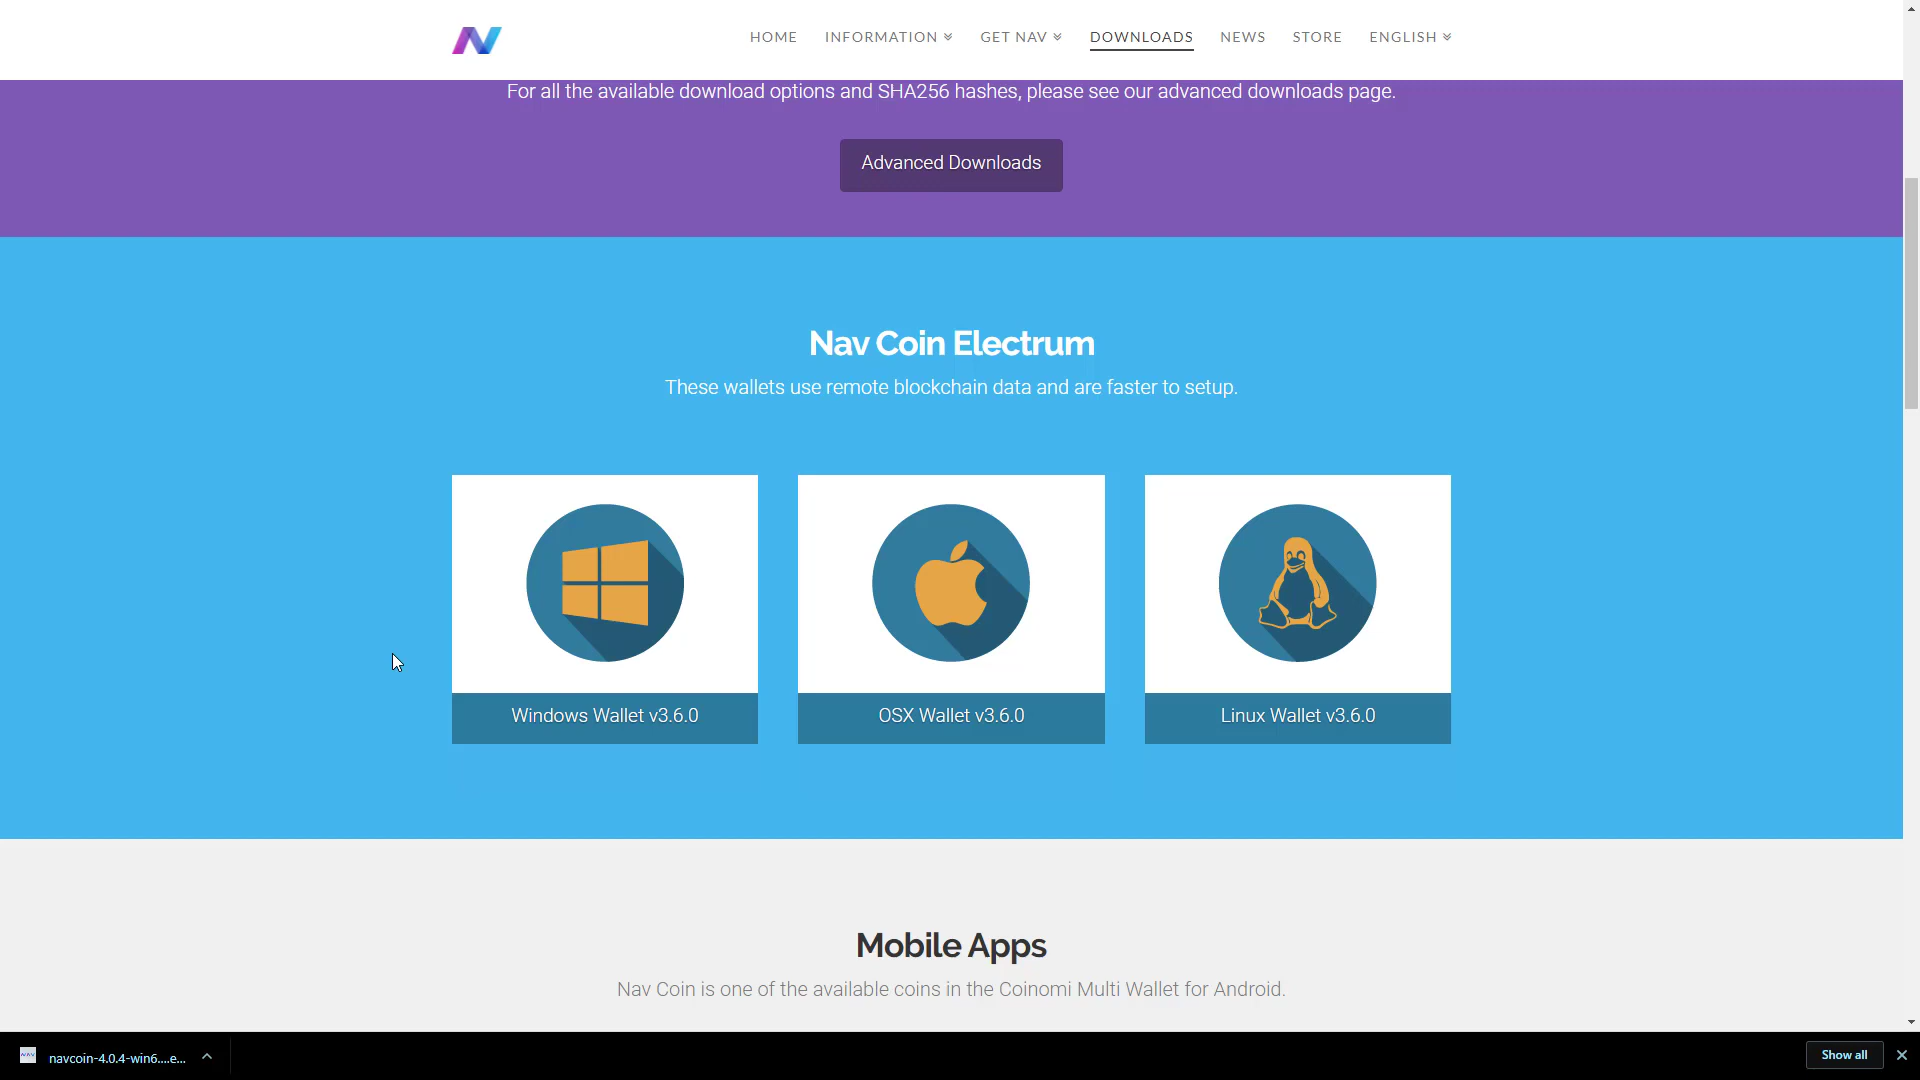 HOME
INFORMATION
GET NAV
DOWNLOADS
NEWS
STORE
ENGLISH
For all the available download options and SHA256 hashes, please see our advanced downloads page.
Advanced Downloads
Nav Coin Electrum
These wallets use remote blockchain data and are faster to setup.
Windows Wallet v3.6.0
OSX Wallet v3.6.0
Linux Wallet v3.6.0
Mobile Apps
Nav Coin is one of the available coins in the Coinomi Multi Wallet for Android.
navcoin-4.0.4-win6....e...
Show all